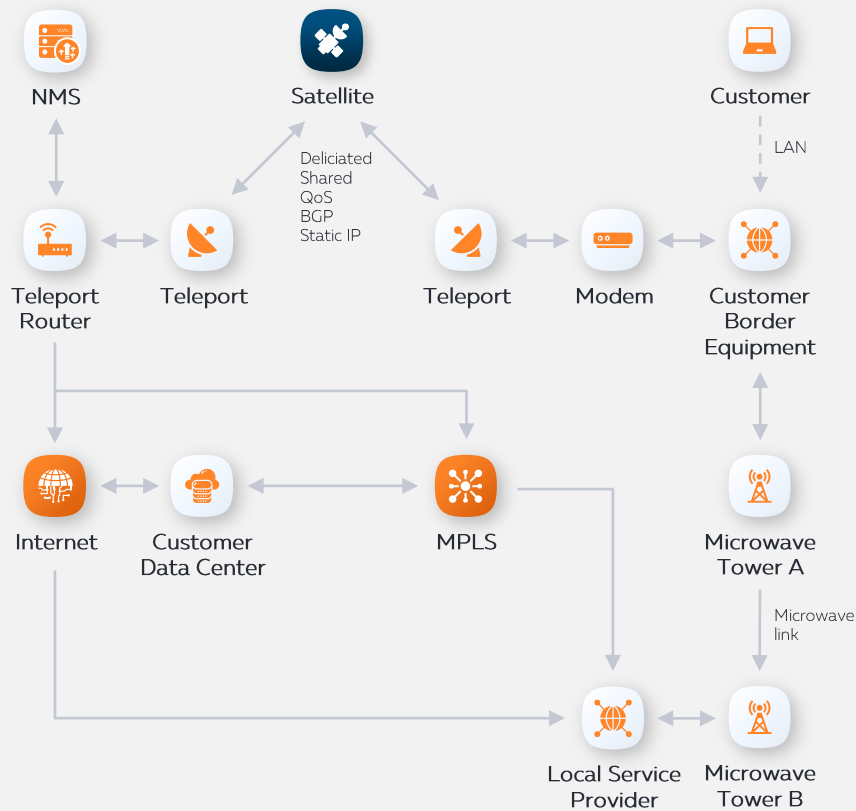 NMS
Satellite
Customer
Deliciated
Shared
QoS
BGP
Static IP
LAN
Teleport
Router
Teleport
Teleport
Modem
Customer
Border
Equipment
Internet
Customer
Data Center
MPLS
Microwave
Tower A
Microwave
link
Local Service
Provider
Microwave
Tower B